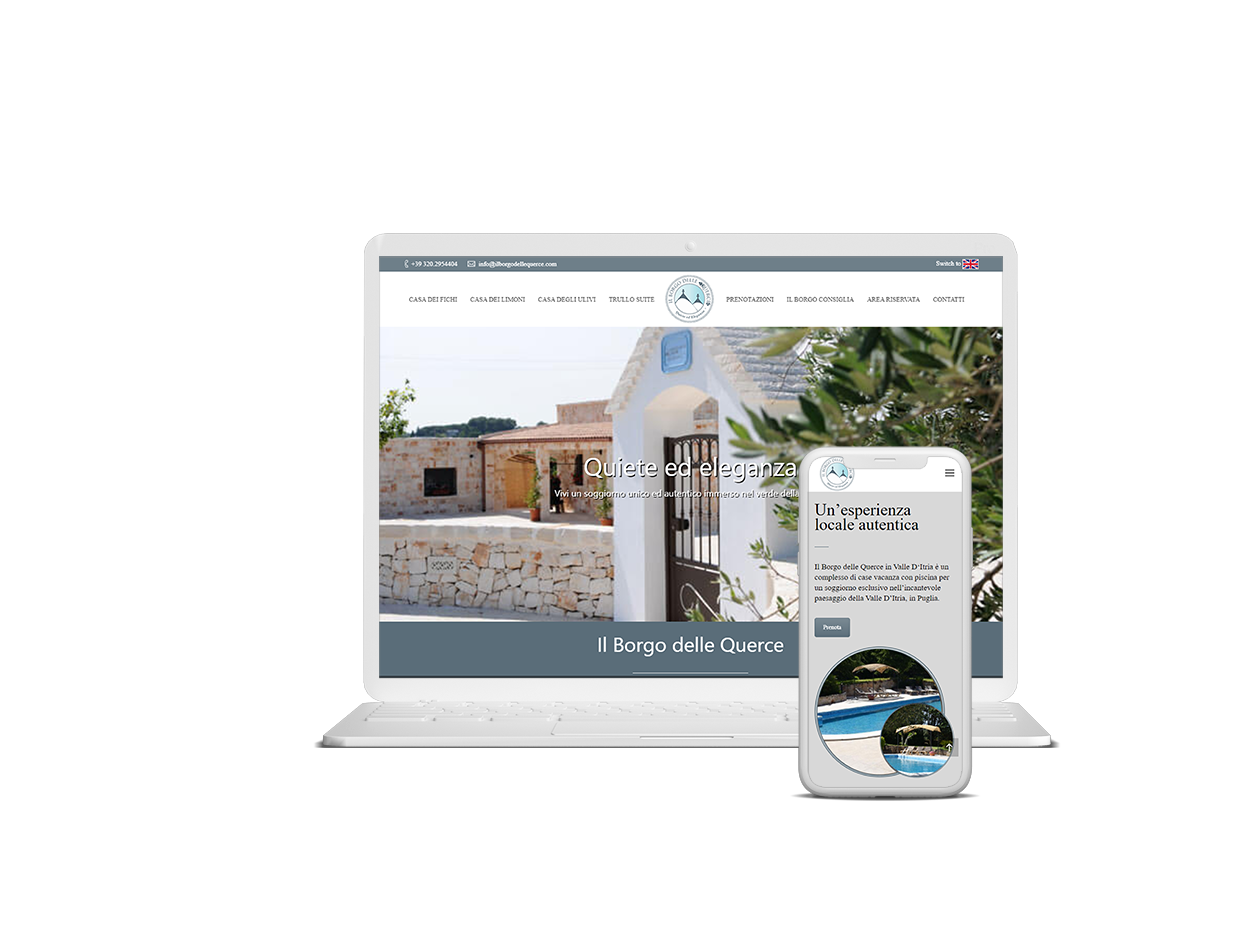 +39 320.2954404 info@ilborgodellequerce.com Switch to
CASA DEI FICHI CASA DEI LIMONI CASA DEGLI ULIVI TRULLO SUITE PRENOTAZIONI IL BORGO CONSIGLIA AREA RISERVATA CONTATTI
IL BORGO DELLE QUERCE
Quiete ed eleganza
Vivi un soggiorno unico ed autentico immerso nel verde della
Il Borgo delle Querce
Un’esperienza
locale autentica
Il Borgo delle Querce in Valle D’Itria è un
complesso di case vacanza con piscina per
un soggiorno esclusivo nell’incantevole
paesaggio della Valle D’Itria, in Puglia.
Prenota